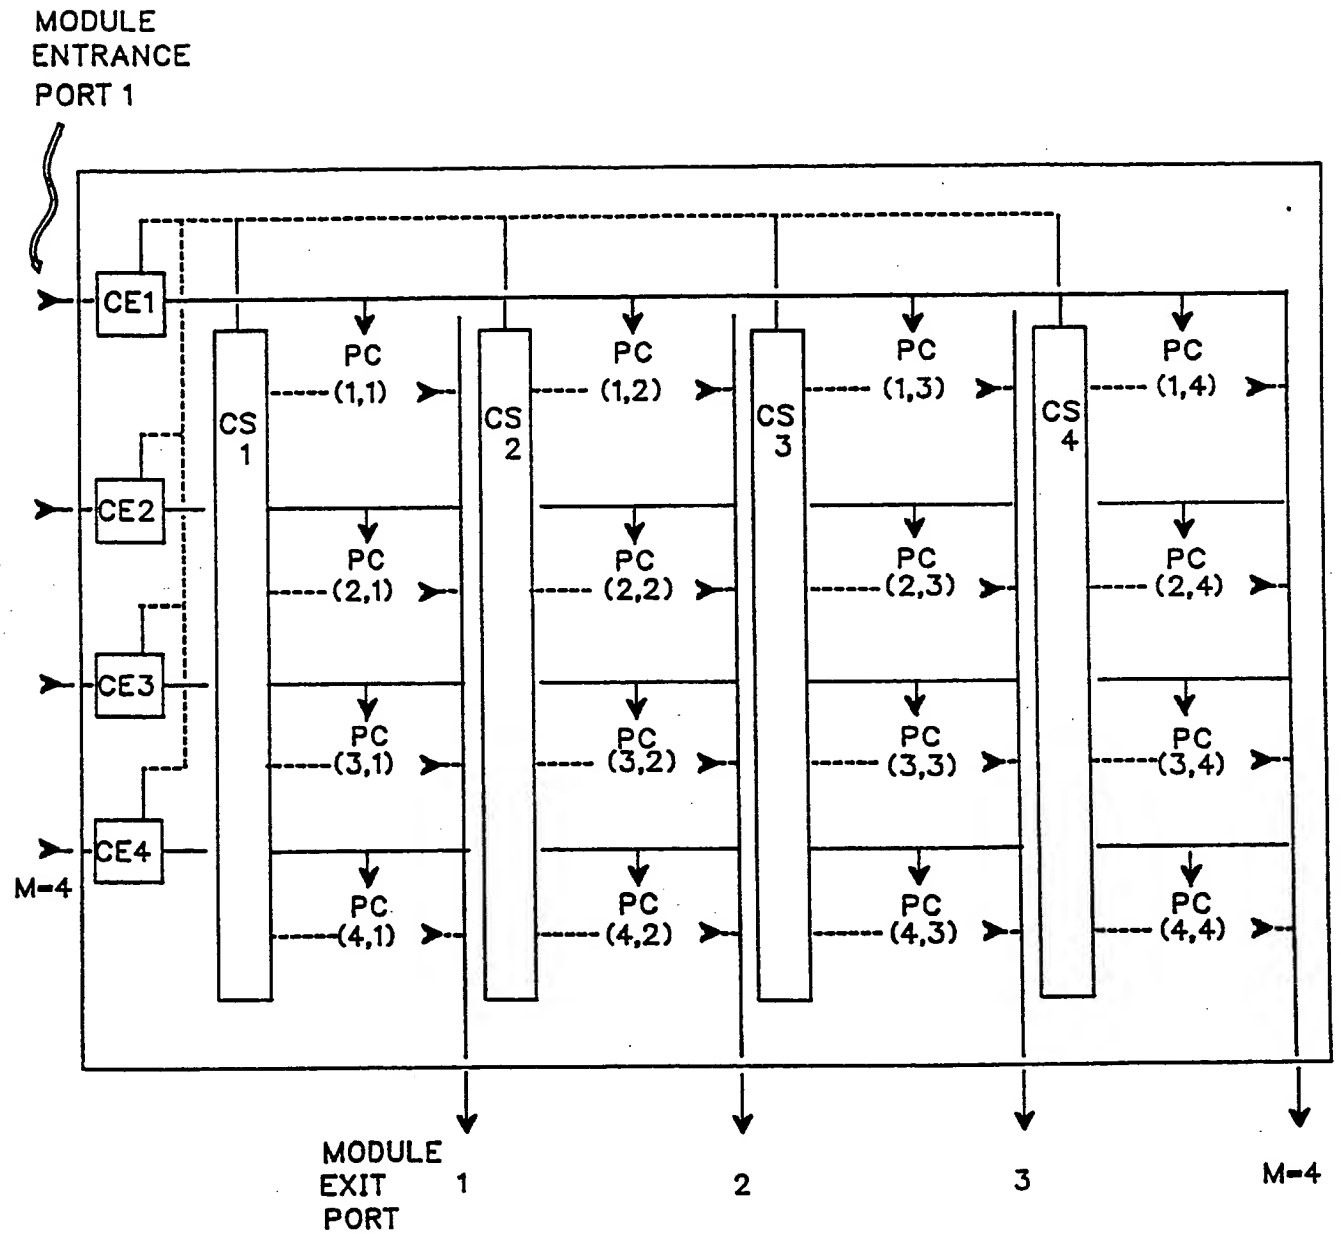 MODULE
ENTRANCE
PORT 1
CE1
PC PC PC PC
(1,1) (1,2) (1,3) (1,4)
CS CS CS CS
1 2 3 4
CE2
PC PC PC PC
(2,1) (2,2) (2,3) (2,4)
CE3
PC PC PC PC
(3,1) (3,2) (3,3) (3,4)
CE4
M=4
PC PC PC PC
(4,1) (4,2) (4,3) (4,4)
MODULE
EXIT
PORT
1 2 3 M=4